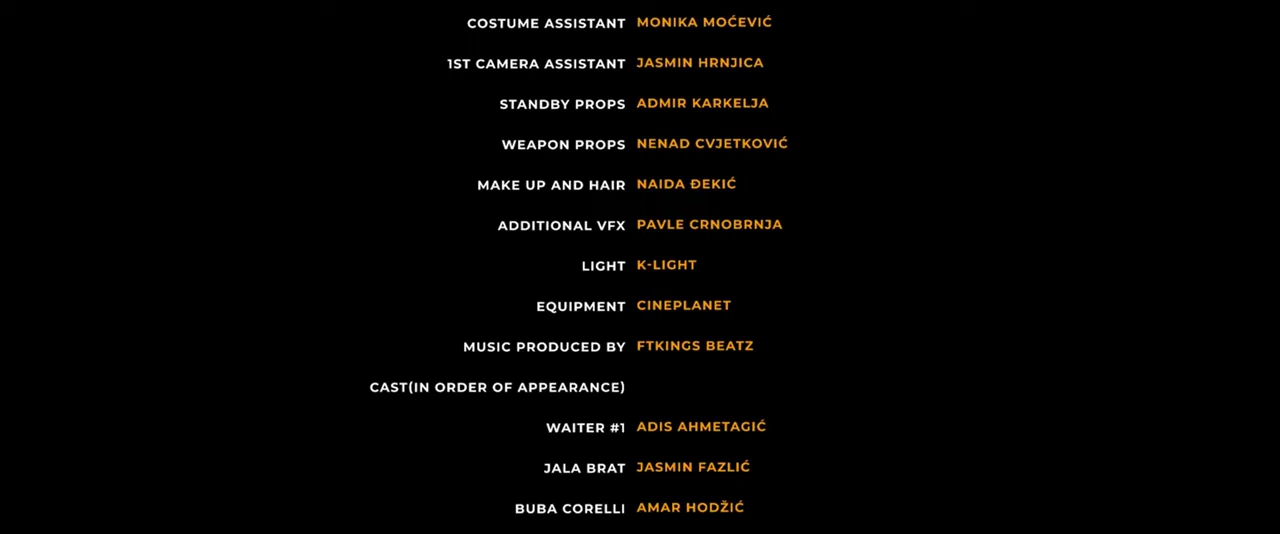 COSTUME ASSISTANT MONIKA MOĆEVIĆ
1ST CAMERA ASSISTANT JASMIN HRNJICA
STANDBY PROPS ADMIR KARKELJA
WEAPON PROPS NENAD CVJETKOVIĆ
MAKE UP AND HAIR NAIDA ĐEKIĆ
ADDITIONAL VFX PAVLE CRNOBRNJA
LIGHT K-LIGHT
EQUIPMENT CINEPLANET
MUSIC PRODUCED BY FTKINGS BEATZ
CAST(IN ORDER OF APPEARANCE)
WAITER #1 ADIS AHMETAGIĆ
JALA BRAT JASMIN FAZLIĆ
BUBA CORELLI AMAR HODŽIĆ